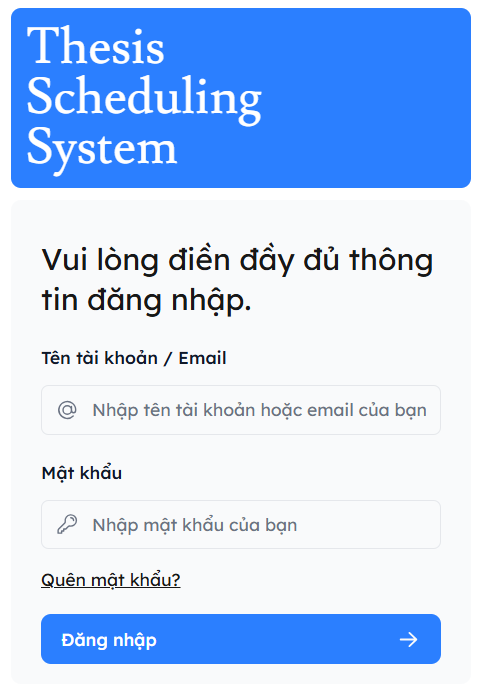 Thesis
Scheduling
System
Vui lòng điền đầy đủ thông
tin đăng nhập.
Tên tài khoản / Email
Nhập tên tài khoản hoặc email của bạn
Mật khẩu
Nhập mật khẩu của bạn
Quên mật khẩu?
Đăng nhập